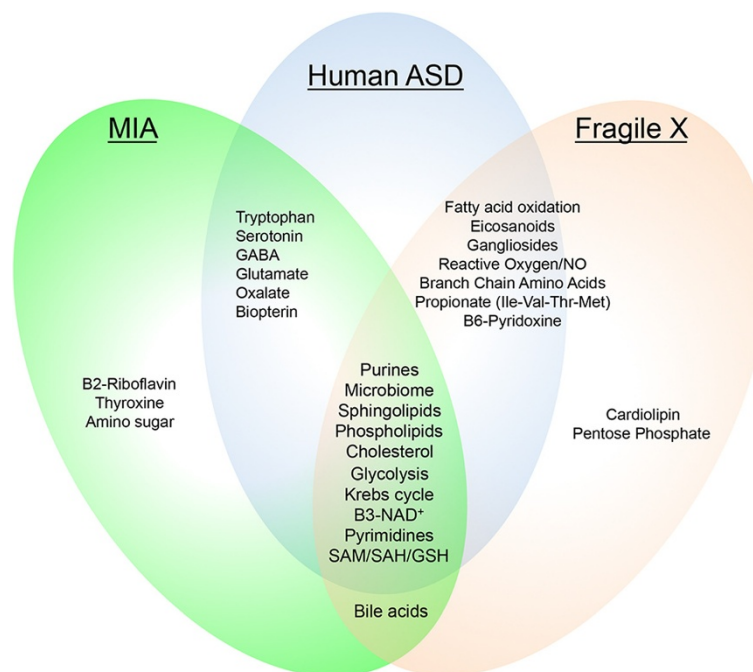 Human ASD
MIA
Fragile X
Tryptophan
Serotonin
GABA
Glutamate
Oxalate
Biopterin
Fatty acid oxidation
Eicosanoids
Gangliosides
Reactive Oxygen/NO
Branch Chain Amino Acids
Propionate (Ile-Val-Thr-Met)
B6-Pyridoxine
B2-Riboflavin
Thyroxine
Amino sugar
Purines
Microbiome
Sphingolipids
Phospholipids
Cholesterol
Glycolysis
Krebs cycle
B3-NAD⁺
Pyrimidines
SAM/SAH/GSH
Cardiolipin
Pentose Phosphate
Bile acids